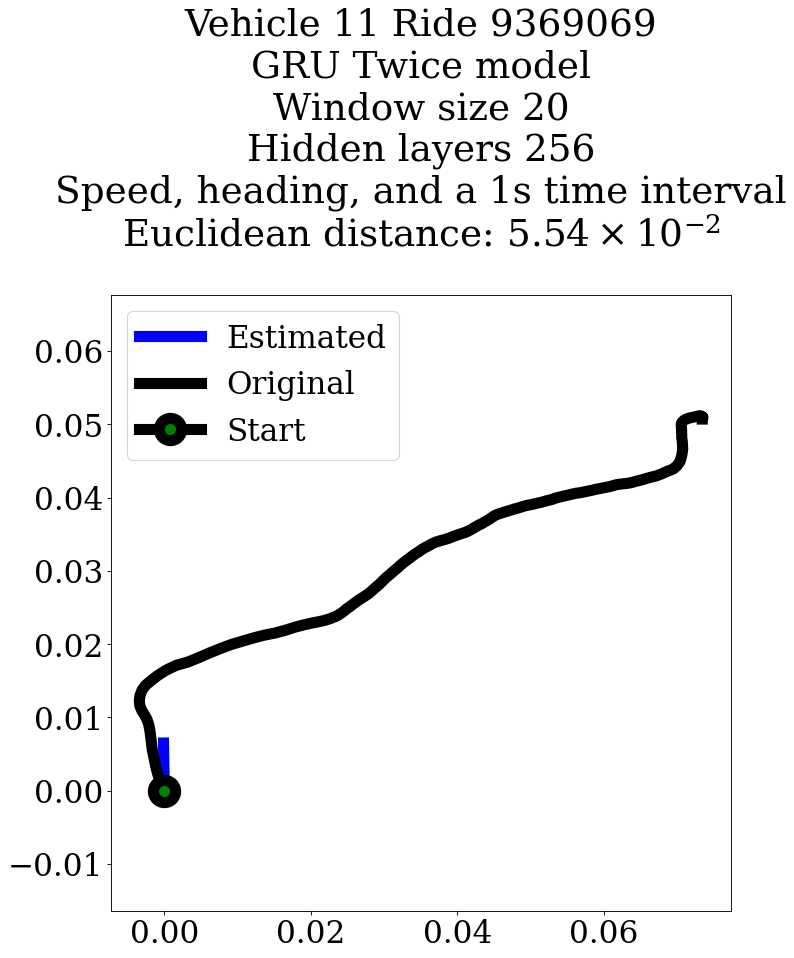 Vehicle 11 Ride 9369069
GRU Twice model
Window size 20
Hidden layers 256
Speed, heading, and a 1s time interval
Euclidean distance: 5.54 × 10⁻²
Estimated
Original
Start
0.06
0.05
0.04
0.03
0.02
0.01
0.00
−0.01
0.00 0.02 0.04 0.06